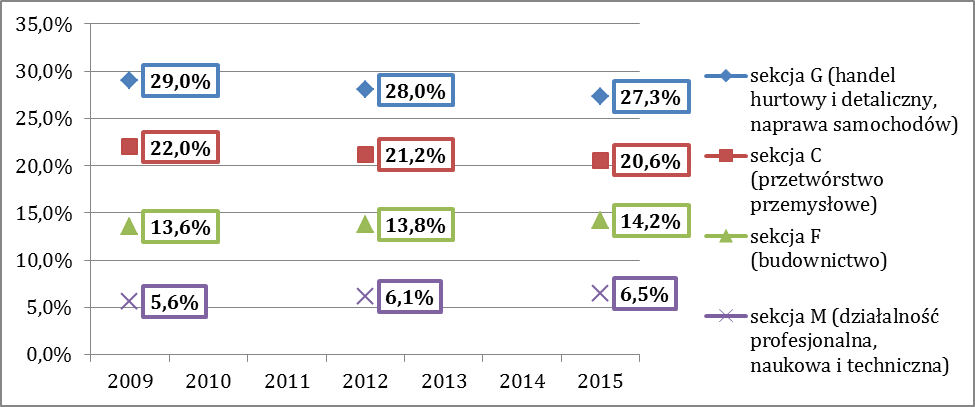 35,0%
30,0%
25,0%
20,0%
15,0%
10,0%
5,0%
0,0%
29,0%
28,0%
27,3%
22,0%
21,2%
20,6%
13,6%
13,8%
14,2%
5,6%
6,1%
6,5%
2009 2010 2011 2012 2013 2014 2015
sekcja G (handel
hurtowy i detaliczny,
naprawa samochodów)
sekcja C
(przetwórstwo
przemysłowe)
sekcja F
(budownictwo)
sekcja M (działalność
profesjonalna,
naukowa i techniczna)